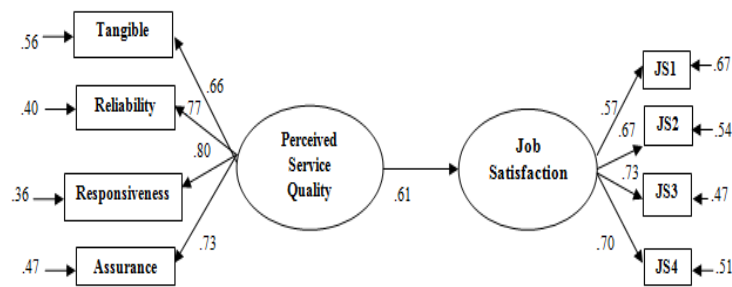 Tangible
.56
.66
Reliability
.40
.77
.80
Responsiveness
.36
.73
Assurance
.47
Perceived
Service
Quality
.61
Job
Satisfaction
.57
JS1
.67
.67
JS2
.54
.73
JS3
.47
.70
JS4
.51